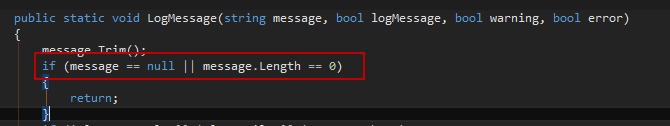 public static void LogMessage(string message, bool logMessage, bool warning, bool error)
{
message.Trim();
if (message == null || message.Length == 0)
{
return;
}